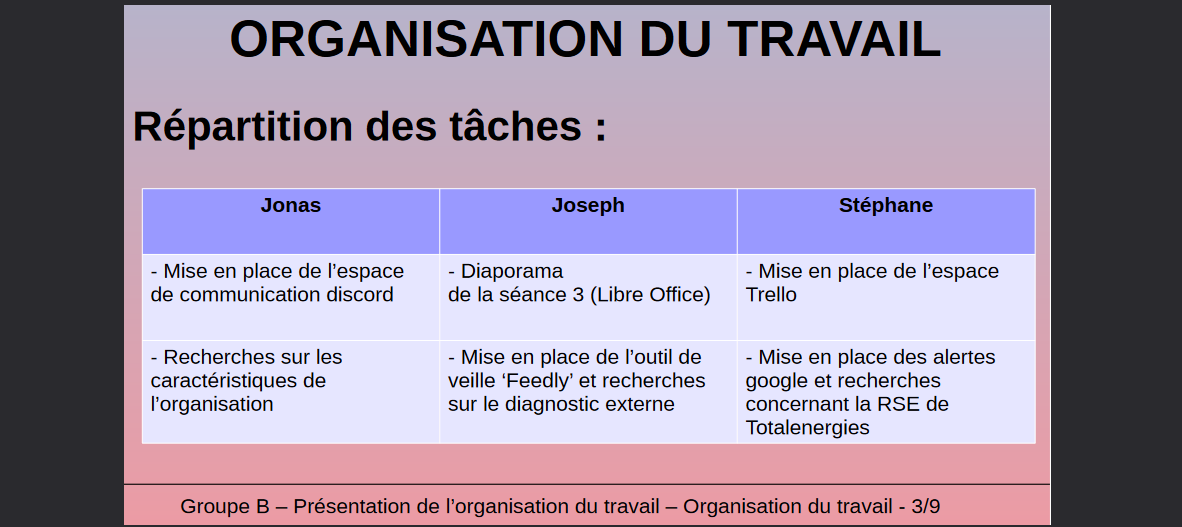 ORGANISATION DU TRAVAIL
Répartition des tâches :
Jonas
Joseph
Stéphane
- Mise en place de l’espace
de communication discord
- Diaporama
de la séance 3 (Libre Office)
- Mise en place de l’espace
Trello
- Recherches sur les
caractéristiques de
l’organisation
- Mise en place de l’outil de
veille ‘Feedly’ et recherches
sur le diagnostic externe
- Mise en place des alertes
google et recherches
concernant la RSE de
Totalenergies
Groupe B – Présentation de l’organisation du travail – Organisation du travail - 3/9